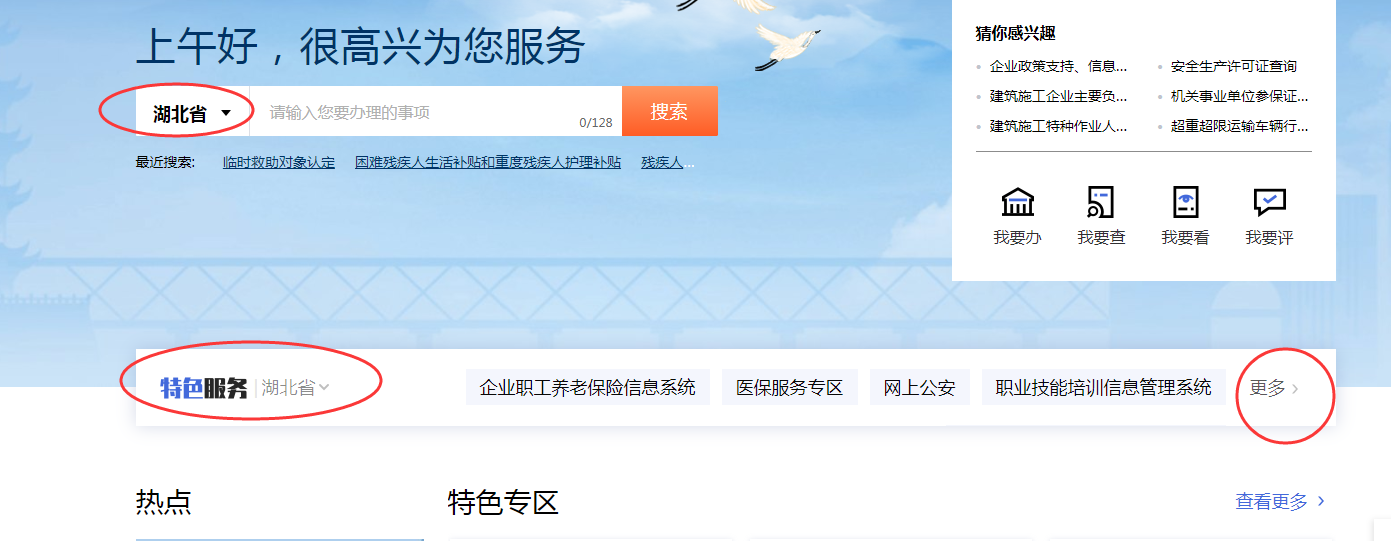 上午好，很高兴为您服务
湖北省
请输入您要办理的事项
0/128
搜索
最近搜索: 临时救助对象认定 困难残疾人生活补贴和重度残疾人护理补贴 残疾人...
猜你感兴趣
企业政策支持、信息... 安全生产许可证查询
建筑施工企业主要负... 机关事业单位参保证...
建筑施工特种作业人... 超重超限运输车辆行...
我要办 我要查 我要看 我要评
特色服务 湖北省 企业职工养老保险信息系统 医保服务专区 网上公安 职业技能培训信息管理系统 更多
热点
特色专区
查看更多